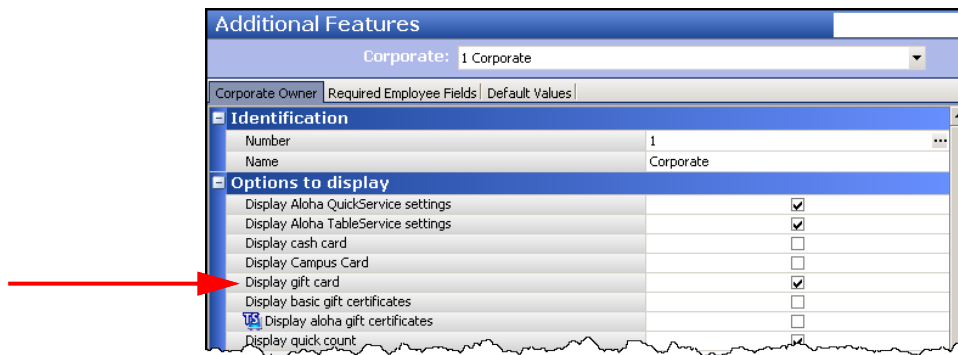 Additional Features
Corporate: 1 Corporate
Corporate Owner Required Employee Fields Default Values
Identification
Number 1 ...
Name Corporate
Options to display
Display Aloha QuickService settings
Display Aloha TableService settings
Display cash card
Display Campus Card
Display gift card
Display basic gift certificates
TS Display aloha gift certificates
Display quick count